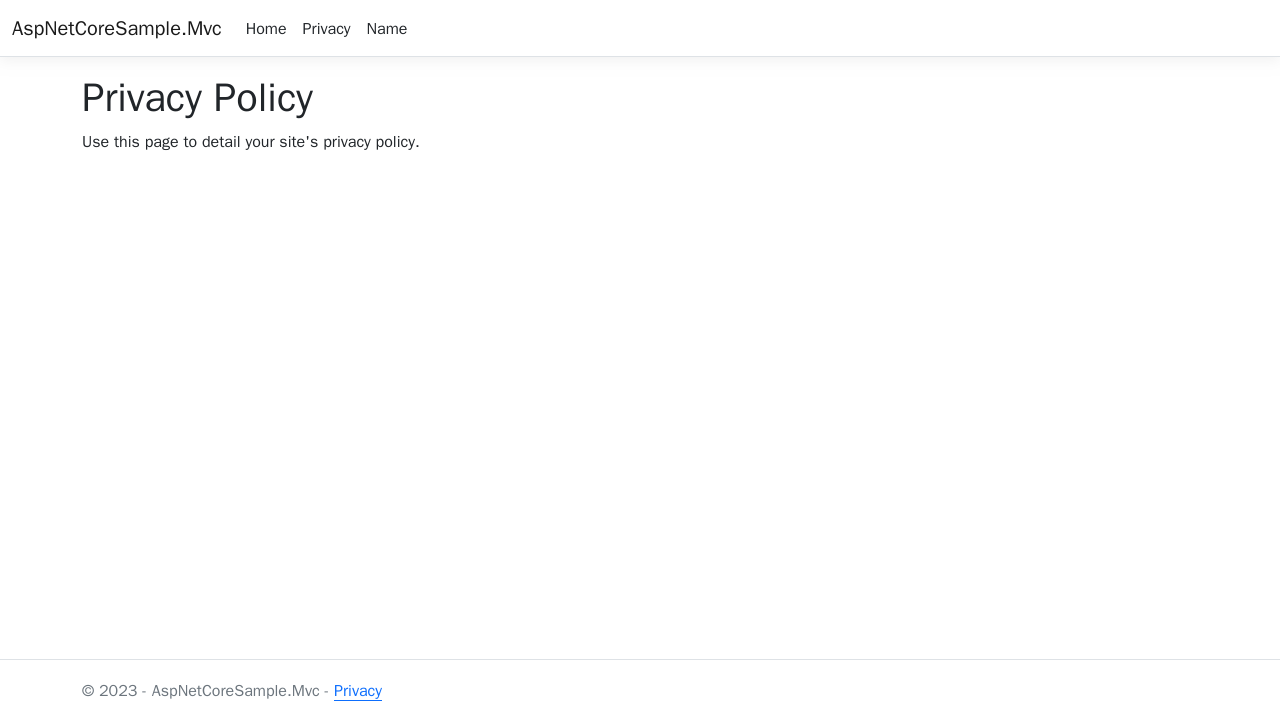 AspNetCoreSample.Mvc Home Privacy Name
Privacy Policy
Use this page to detail your site's privacy policy.
© 2023 - AspNetCoreSample.Mvc - Privacy